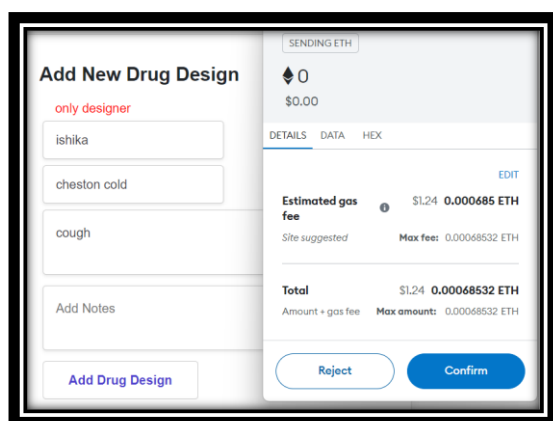 Add New Drug Design
only designer
ishika
cheston cold
cough
Add Notes
Add Drug Design
SENDING ETH
0
$0.00
DETAILS DATA HEX
EDIT
Estimated gas fee $1.24 0.000685 ETH
Site suggested Max fee: 0.00068532 ETH
Total $1.24 0.00068532 ETH
Amount + gas fee Max amount: 0.00068532 ETH
Reject Confirm